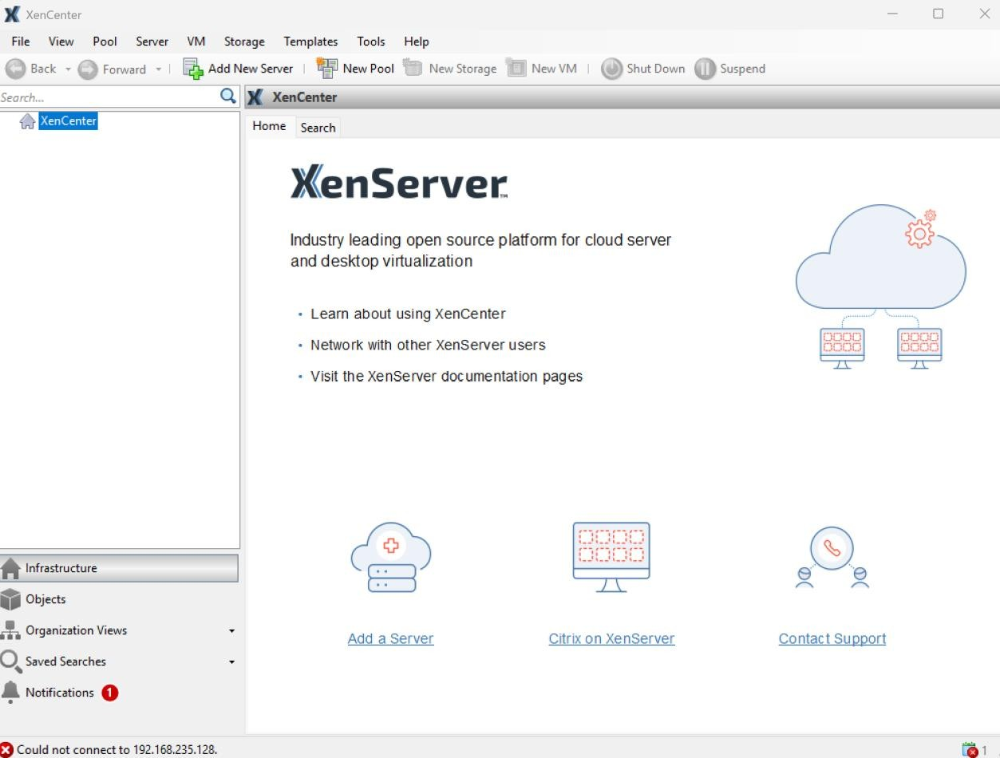 XenCenter
File View Pool Server VM Storage Templates Tools Help
Back Forward Add New Server New Pool New Storage New VM Shut Down Suspend
Search...
XenCenter
XenCenter
Home Search
XenServer™
Industry leading open source platform for cloud server
and desktop virtualization
• Learn about using XenCenter
• Network with other XenServer users
• Visit the XenServer documentation pages
Add a Server
Citrix on XenServer
Contact Support
Infrastructure
Objects
Organization Views
Saved Searches
Notifications 1
Could not connect to 192.168.235.128.
1